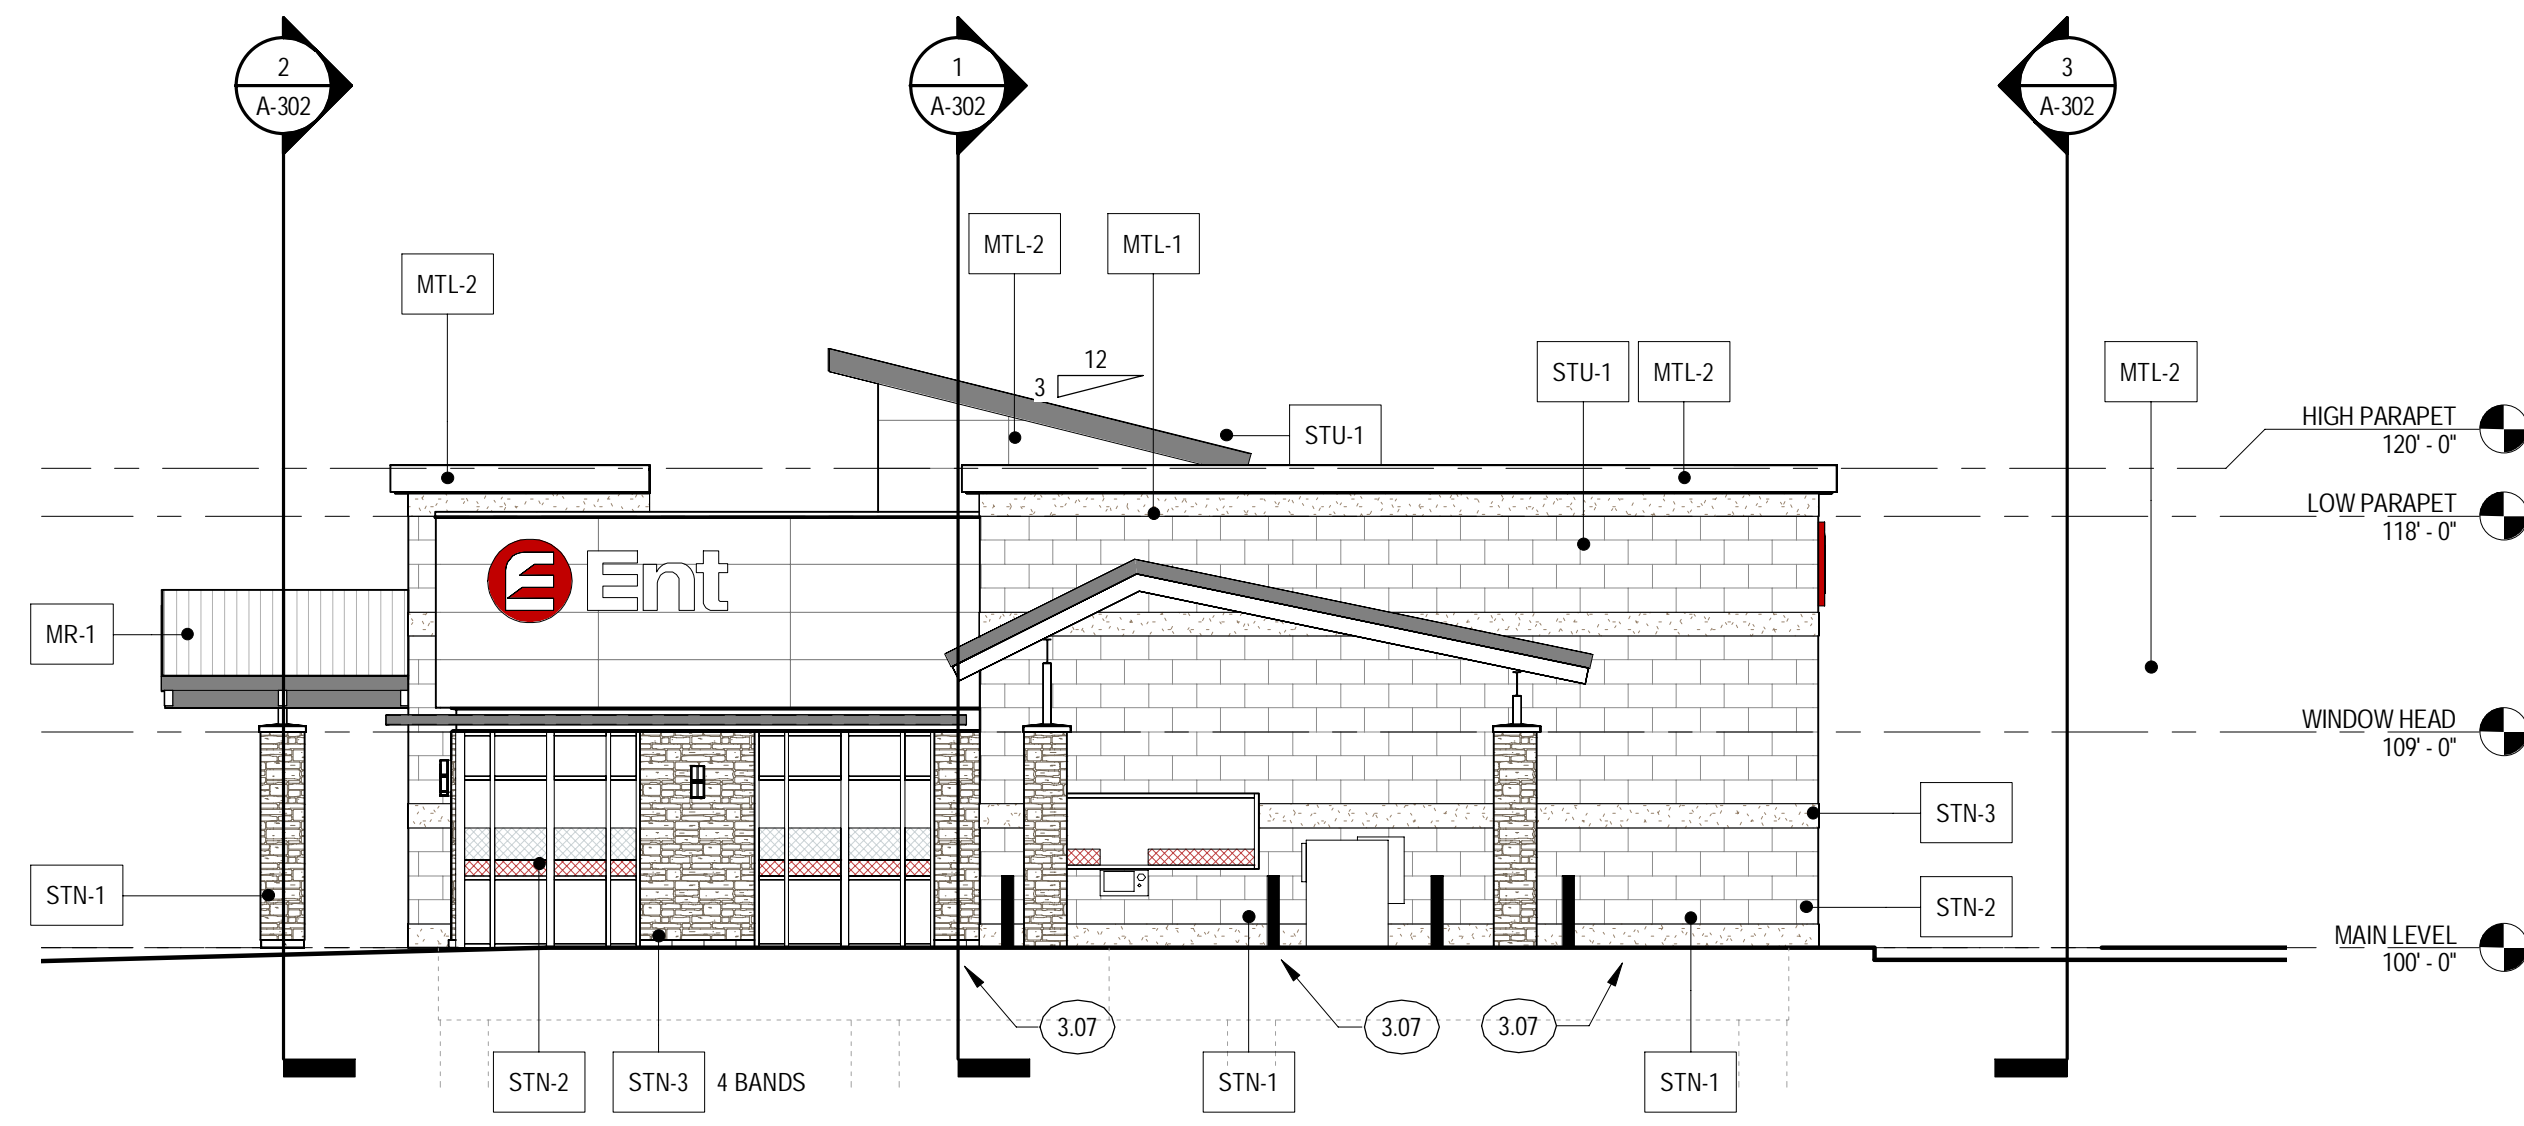 2
A-302
1
A-302
3
A-302
MTL-2
MTL-1
MTL-2
12
3
STU-1
MTL-2
MTL-2
STU-1
HIGH PARAPET
120' - 0"
LOW PARAPET
118' - 0"
Ent
MR-1
WINDOW HEAD
109' - 0"
STN-3
STN-1
STN-2
MAIN LEVEL
100' - 0"
3.07
3.07
3.07
STN-2
STN-3 4 BANDS
STN-1
STN-1